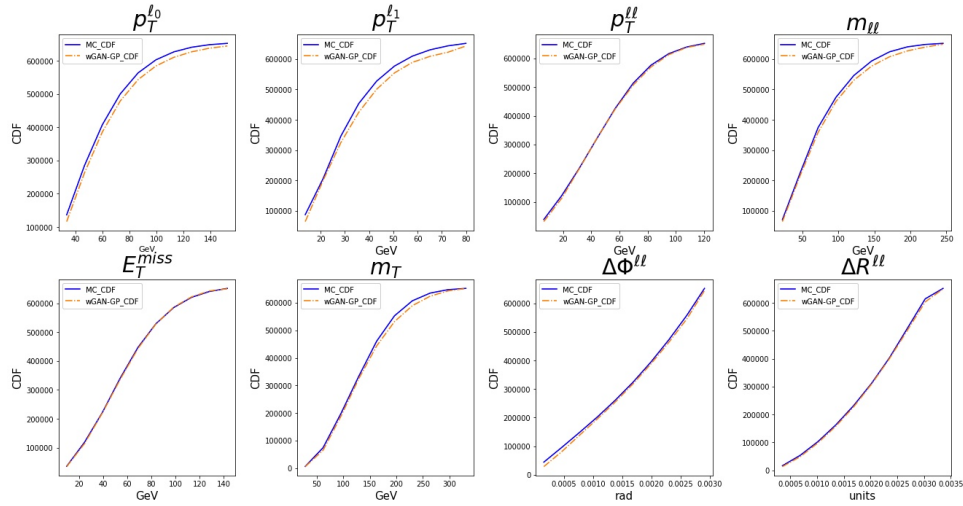 p_T^{ℓ_0}
MC_CDF
wGAN-GP_CDF
600000
500000
400000
300000
200000
100000
CDF
40 60 80 100 120 140
GeV
p_T^{ℓ_1}
MC_CDF
wGAN-GP_CDF
600000
500000
400000
300000
200000
100000
CDF
20 30 40 50 60 70 80
GeV
p_T^{ℓℓ}
MC_CDF
wGAN-GP_CDF
600000
500000
400000
300000
200000
100000
CDF
0 20 40 60 80 100 120
GeV
m_{ℓℓ}
MC_CDF
wGAN-GP_CDF
600000
500000
400000
300000
200000
100000
CDF
50 100 150 200 250
GeV
E_T^{miss}
MC_CDF
wGAN-GP_CDF
600000
500000
400000
300000
200000
100000
CDF
20 40 60 80 100 120 140
GeV
m_T
MC_CDF
wGAN-GP_CDF
600000
500000
400000
300000
200000
100000
0
CDF
50 100 150 200 250 300
GeV
ΔΦ^{ℓℓ}
MC_CDF
wGAN-GP_CDF
600000
500000
400000
300000
200000
100000
0
CDF
0.0005 0.0010 0.0015 0.0020 0.0025 0.0030
rad
ΔR^{ℓℓ}
MC_CDF
wGAN-GP_CDF
600000
500000
400000
300000
200000
100000
0
CDF
0.0005 0.0010 0.0015 0.0020 0.0025 0.0030 0.0035
units